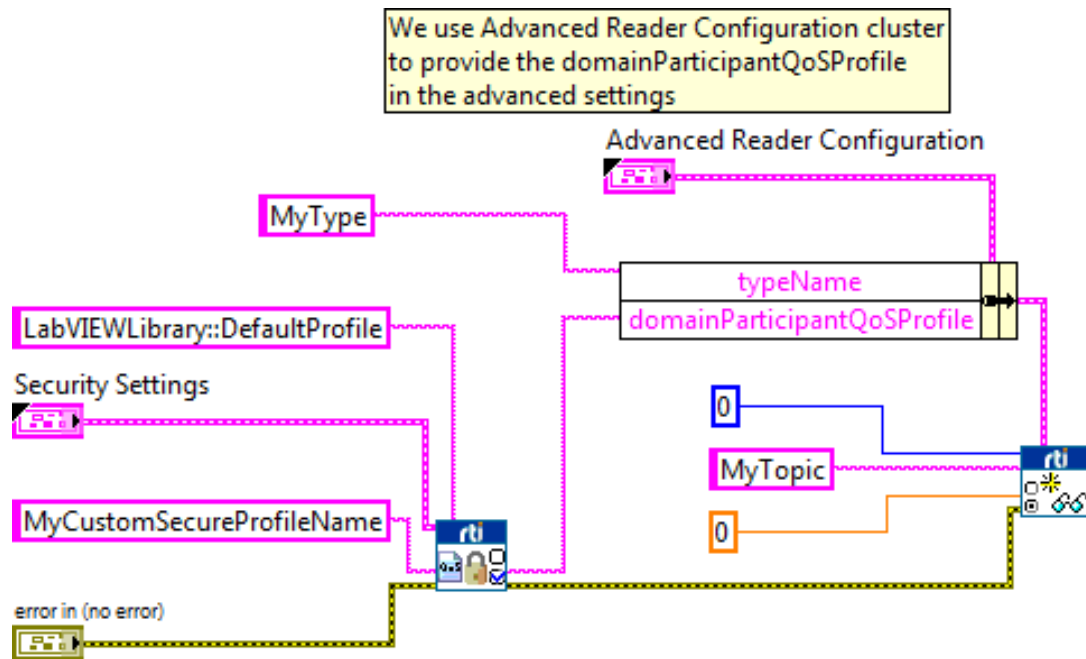 We use Advanced Reader Configuration cluster
to provide the domainParticipantQoSProfile
in the advanced settings
Advanced Reader Configuration
MyType
typeName
domainParticipantQoSProfile
LabVIEWLibrary::DefaultProfile
Security Settings
0
MyTopic
rti
MyCustomSecureProfileName
rti
QoS
0
error in (no error)